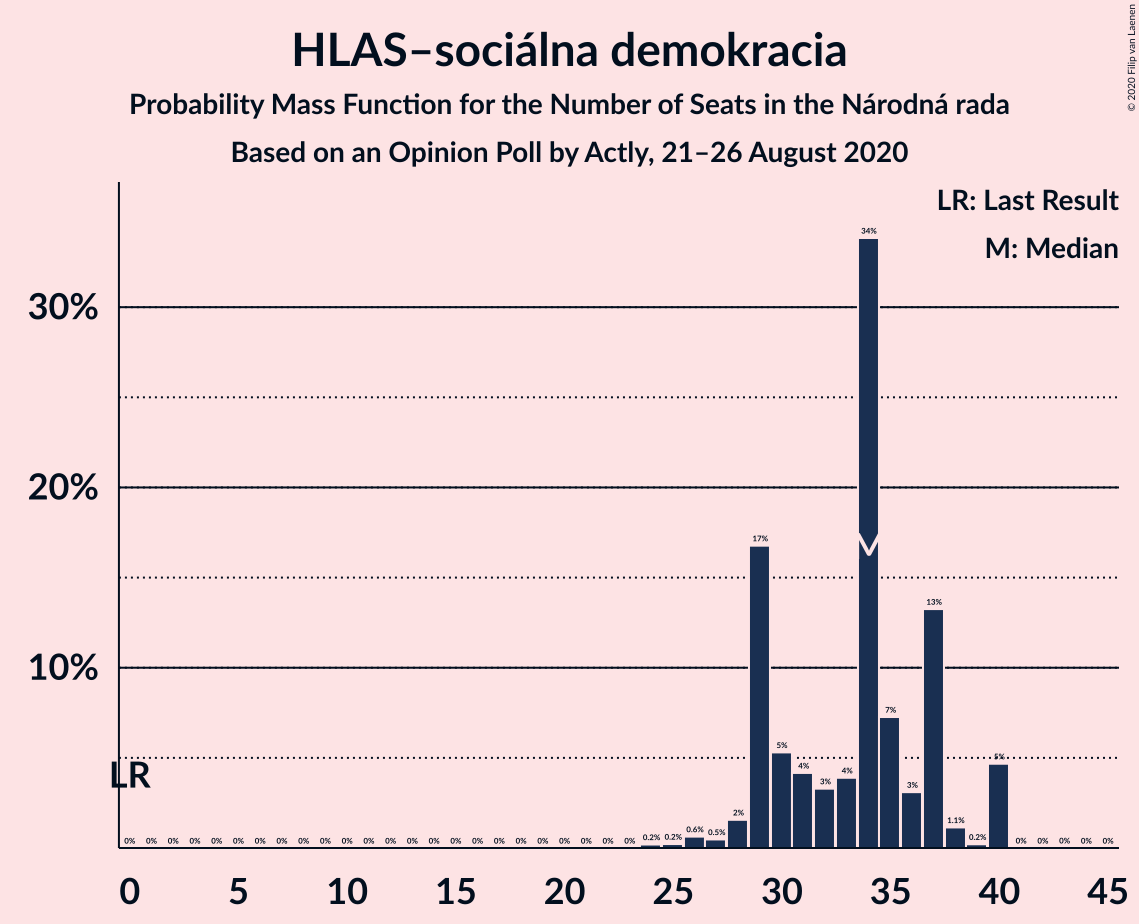 HLAS–sociálna demokracia
Probability Mass Function for the Number of Seats in the Národná rada
Based on an Opinion Poll by Actly, 21–26 August 2020
© 2020 Filip van Laenen
LR: Last Result
M: Median
30%
20%
10%
LR
0% 0% 0% 0% 0% 0% 0% 0% 0% 0% 0% 0% 0% 0% 0% 0% 0% 0% 0% 0% 0% 0% 0% 0% 0.2% 0.2% 0.6% 0.5% 2% 17% 5% 4% 3% 4% 34% 7% 3% 13% 1.1% 0.2% 5% 0% 0% 0% 0% 0%
0 5 10 15 20 25 30 35 40 45